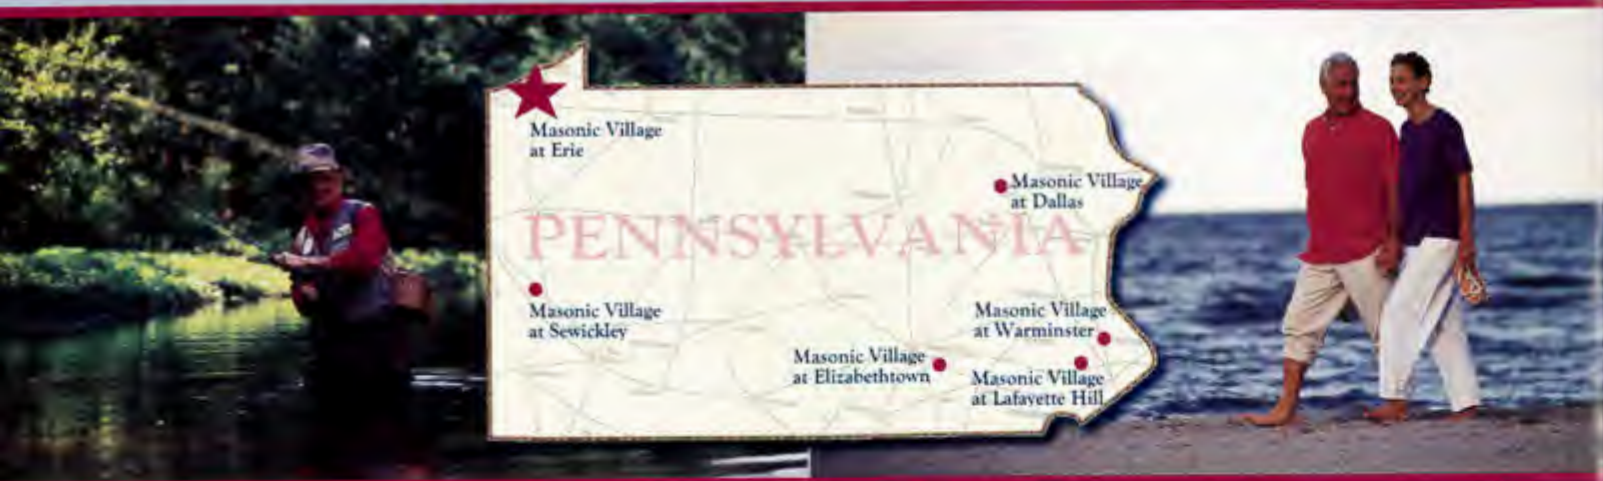 Masonic Village
at Erie
Masonic Village
at Dallas
PENNSYLVANIA
Masonic Village
at Sewickley
Masonic Village
at Warminster
Masonic Village
at Elizabethtown
Masonic Village
at Lafayette Hill